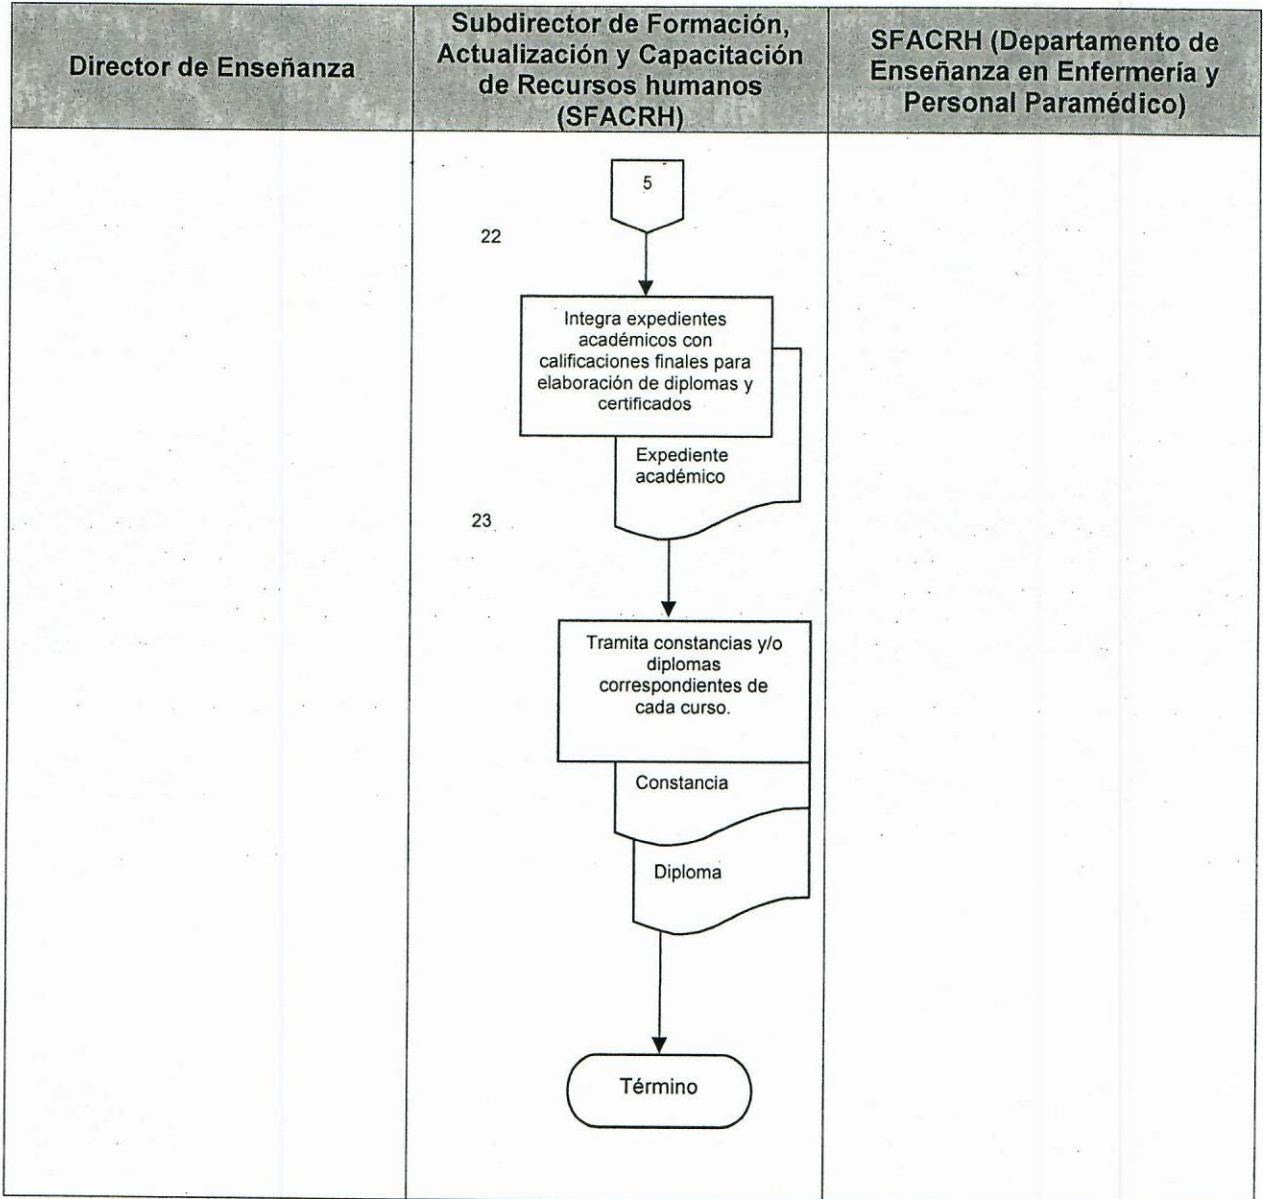 Director de Enseñanza
Subdirector de Formación,
Actualización y Capacitación
de Recursos humanos
(SFACRH)
SFACRH (Departamento de
Enseñanza en Enfermería y
Personal Paramédico)
5
22
Integra expedientes
académicos con
calificaciones finales para
elaboración de diplomas y
certificados
Expediente
académico
23
Tramita constancias y/o
diplomas
correspondientes de
cada curso.
Constancia
Diploma
Término